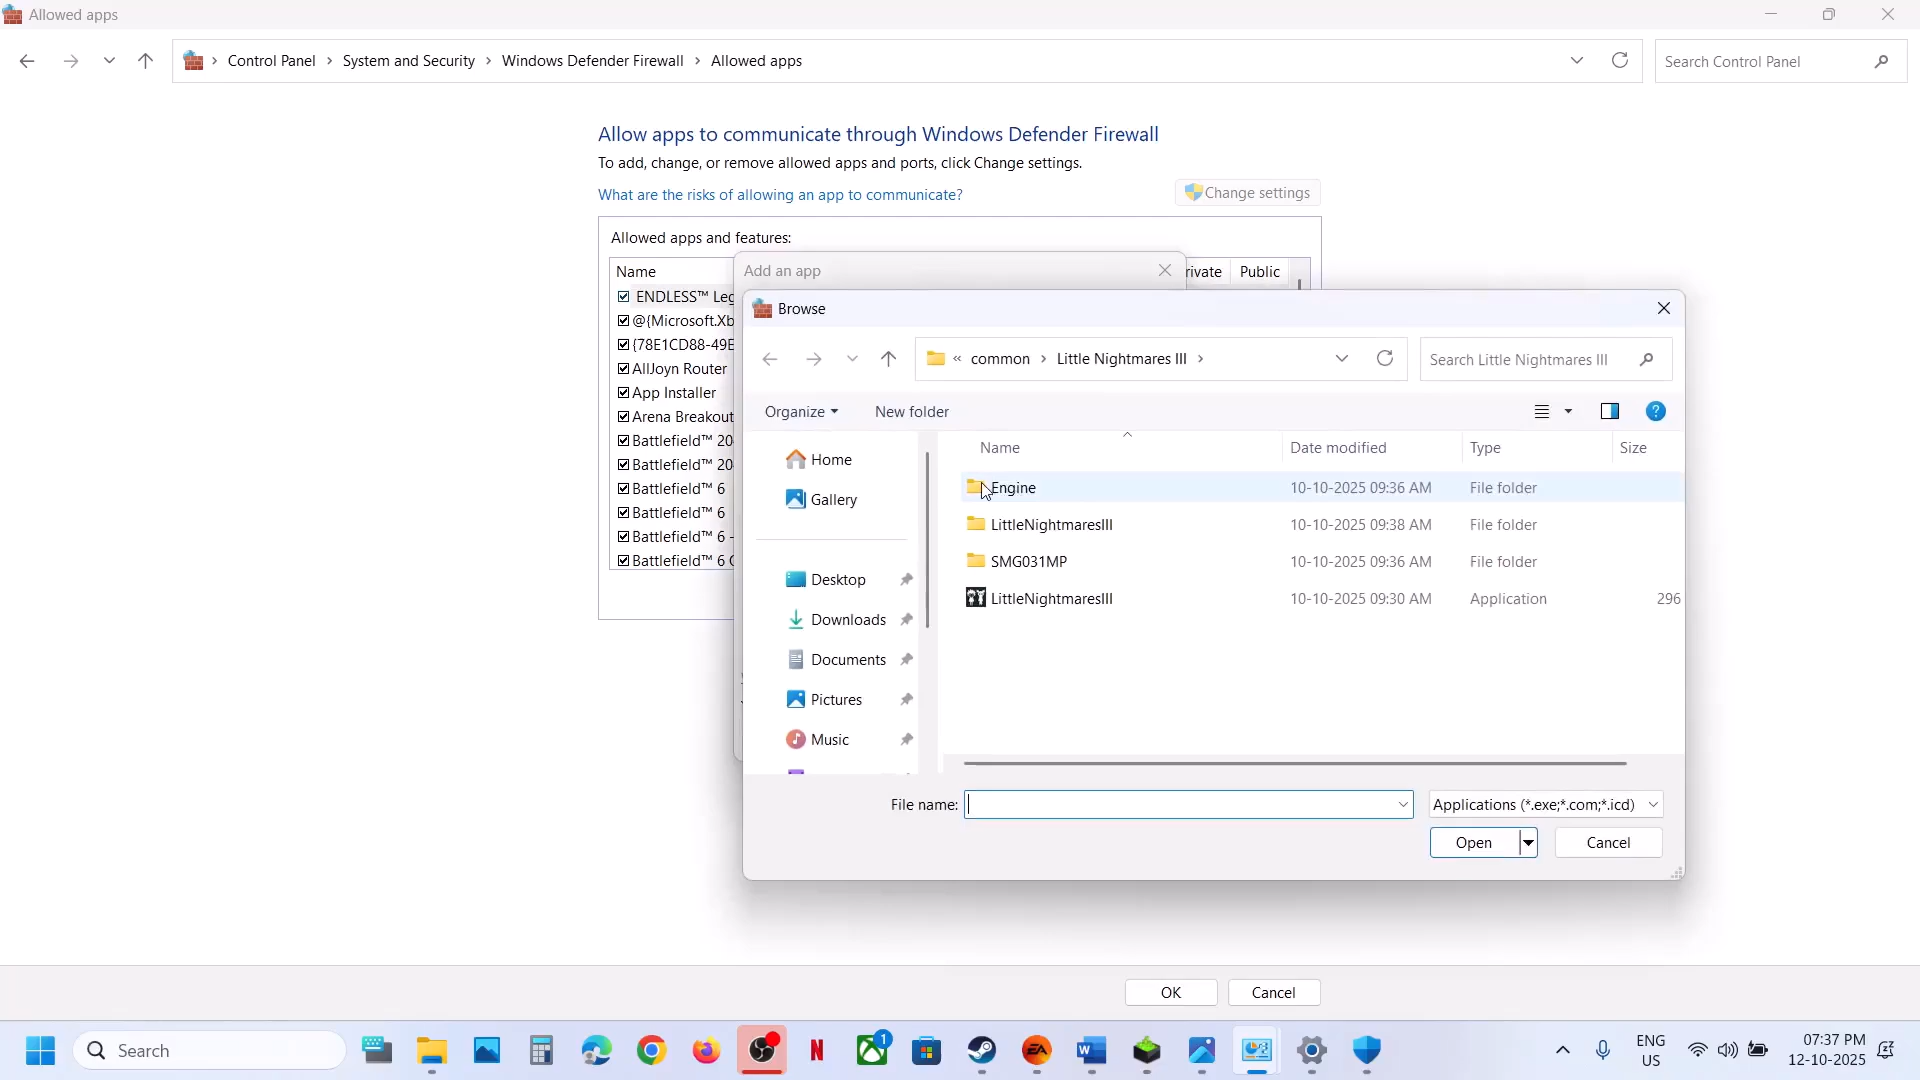 Allowed apps
Control Panel › System and Security › Windows Defender Firewall › Allowed apps
Search Control Panel
Allow apps to communicate through Windows Defender Firewall
To add, change, or remove allowed apps and ports, click Change settings.
What are the risks of allowing an app to communicate?
Change settings
Allowed apps and features:
Name
rivate Public
ENDLESS™ Leg
@{Microsoft.Xb
{78E1CD88-49E
AllJoyn Router
App Installer
Arena Breakout
Battlefield™ 20
Battlefield™ 20
Battlefield™ 6
Battlefield™ 6
Battlefield™ 6 -
Battlefield™ 6 O
Add an app
Browse
« common › Little Nightmares III ›
Search Little Nightmares III
Organize
New folder
Home
Gallery
Desktop
Downloads
Documents
Pictures
Music
Name Date modified Type Size
Engine 10-10-2025 09:36 AM File folder
LittleNightmaresIII 10-10-2025 09:38 AM File folder
SMG031MP 10-10-2025 09:36 AM File folder
LittleNightmaresIII 10-10-2025 09:30 AM Application 296
File name:
Applications (*.exe;*.com;*.icd)
Open
Cancel
OK
Cancel
Search
1
ENG
US
07:37 PM
12-10-2025